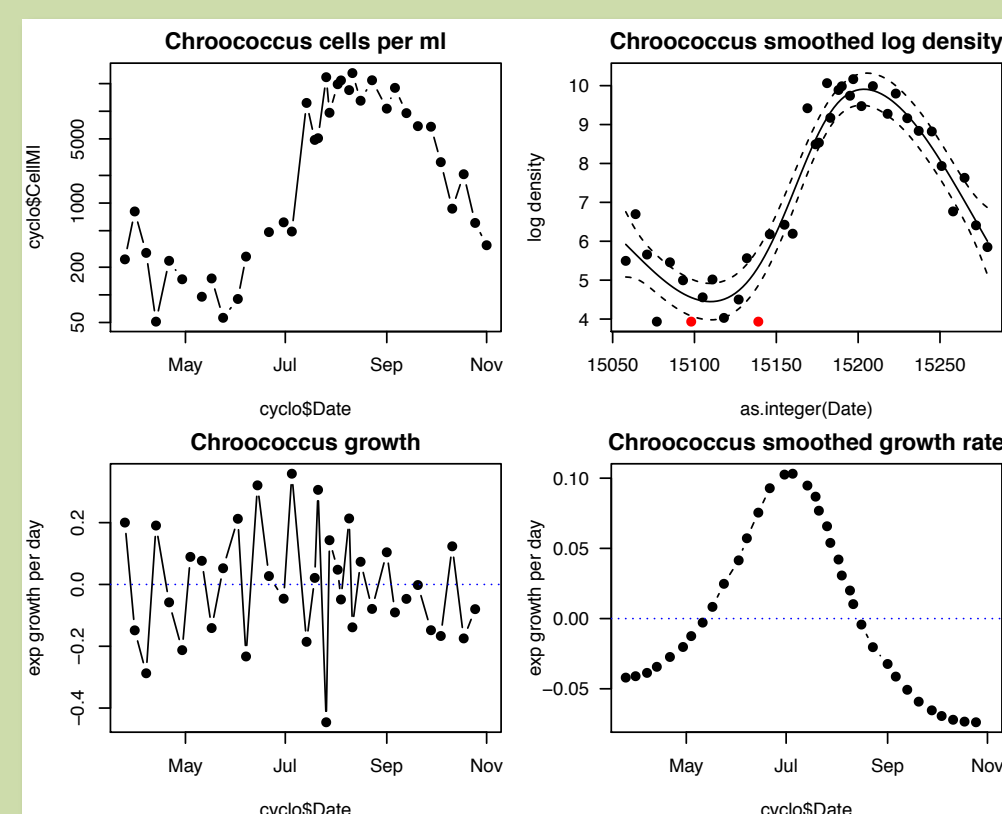 Chroococcus cells per ml
cyclo$CellMl
5000
1000
200
50
May Jul Sep Nov
cyclo$Date
Chroococcus smoothed log density
log density
10
9
8
7
6
5
4
15050 15100 15150 15200 15250
as.integer(Date)
Chroococcus growth
exp growth per day
0.2
0.0
−0.2
−0.4
May Jul Sep Nov
cyclo$Date
Chroococcus smoothed growth rate
exp growth per day
0.10
0.05
0.00
−0.05
May Jul Sep Nov
cyclo$Date